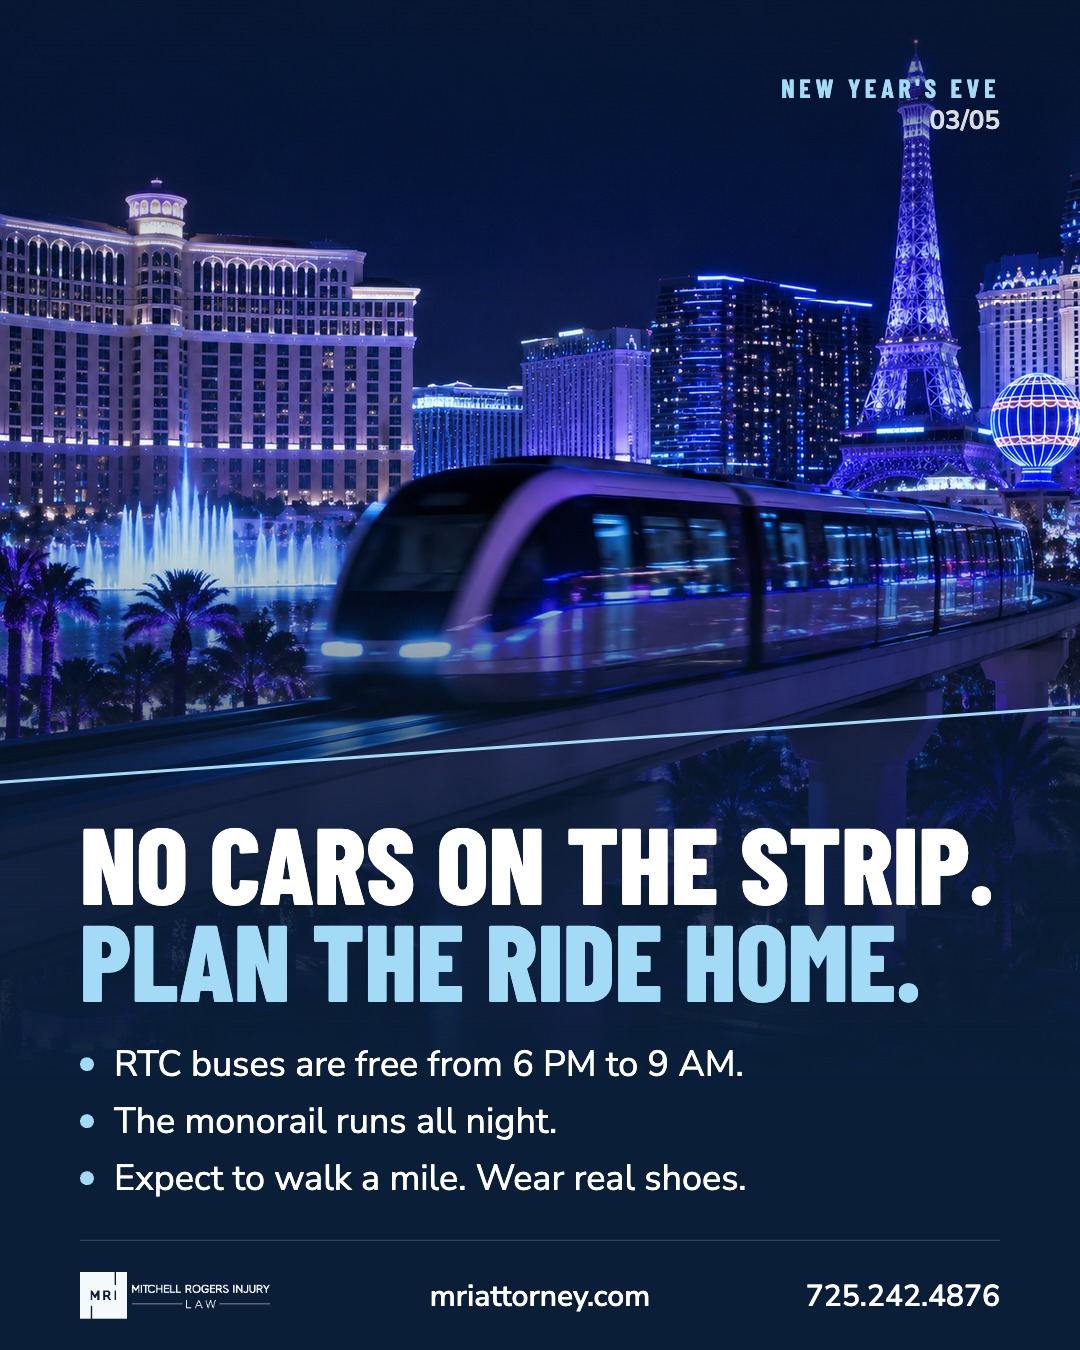 NEW YEAR'S EVE
03/05
NO CARS ON THE STRIP.
PLAN THE RIDE HOME.
RTC buses are free from 6 PM to 9 AM.
The monorail runs all night.
Expect to walk a mile. Wear real shoes.
MRI
MITCHELL ROGERS INJURY
LAW
mriattorney.com
725.242.4876